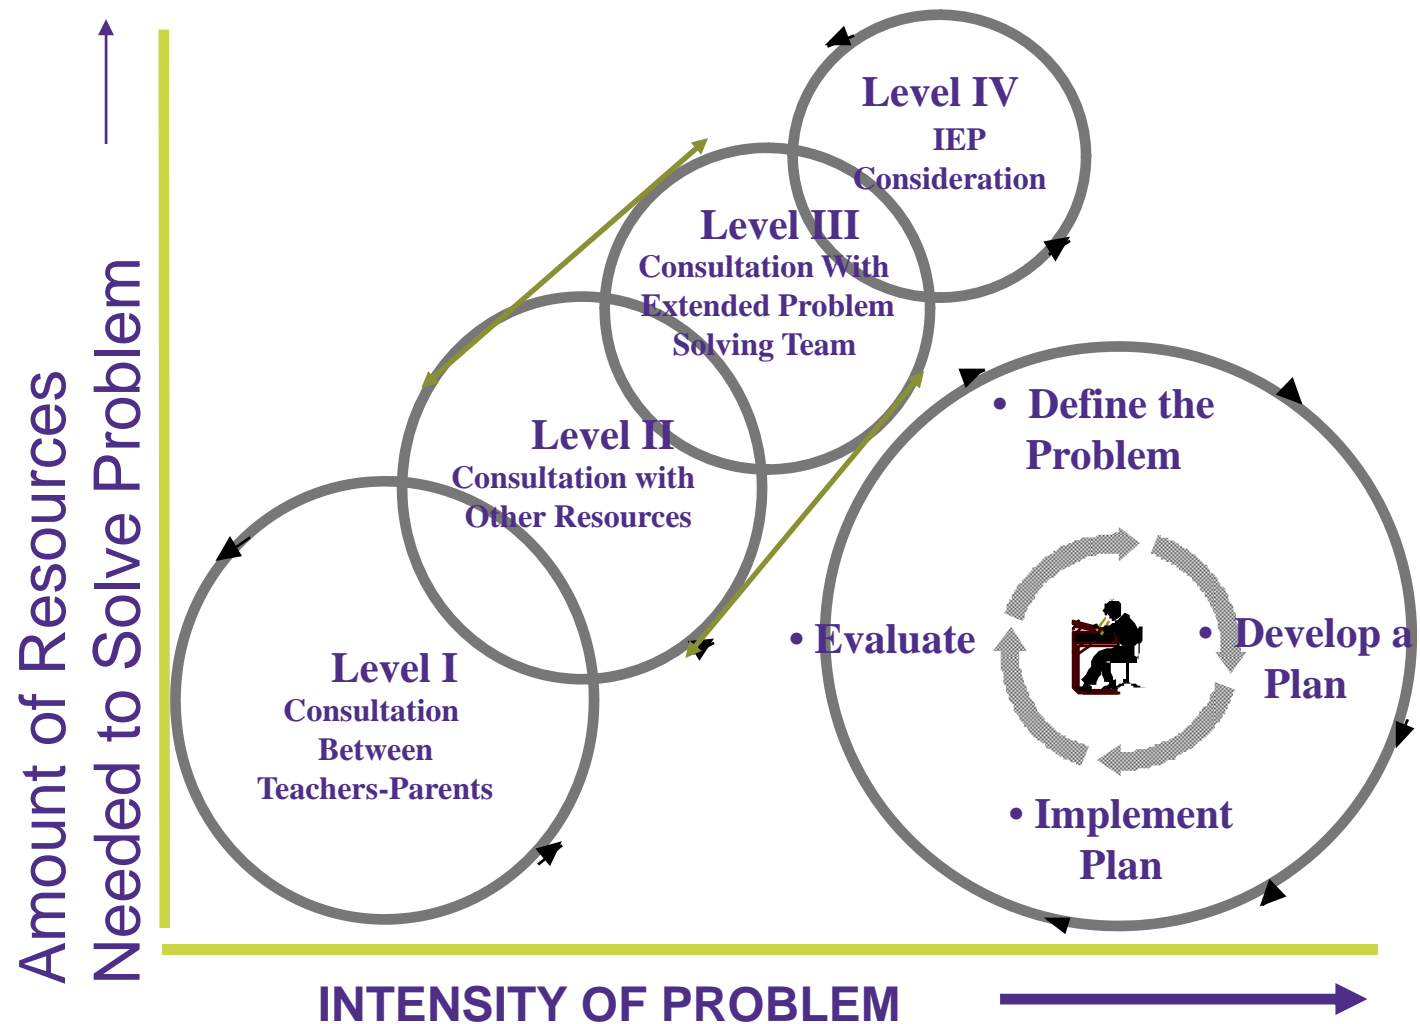 Amount of Resources
Needed to Solve Problem
Level IV
IEP
Consideration
Level III
Consultation With
Extended Problem
Solving Team
Level II
Consultation with
Other Resources
Level I
Consultation
Between
Teachers-Parents
• Define the
Problem
• Develop a
Plan
• Implement
Plan
• Evaluate
INTENSITY OF PROBLEM